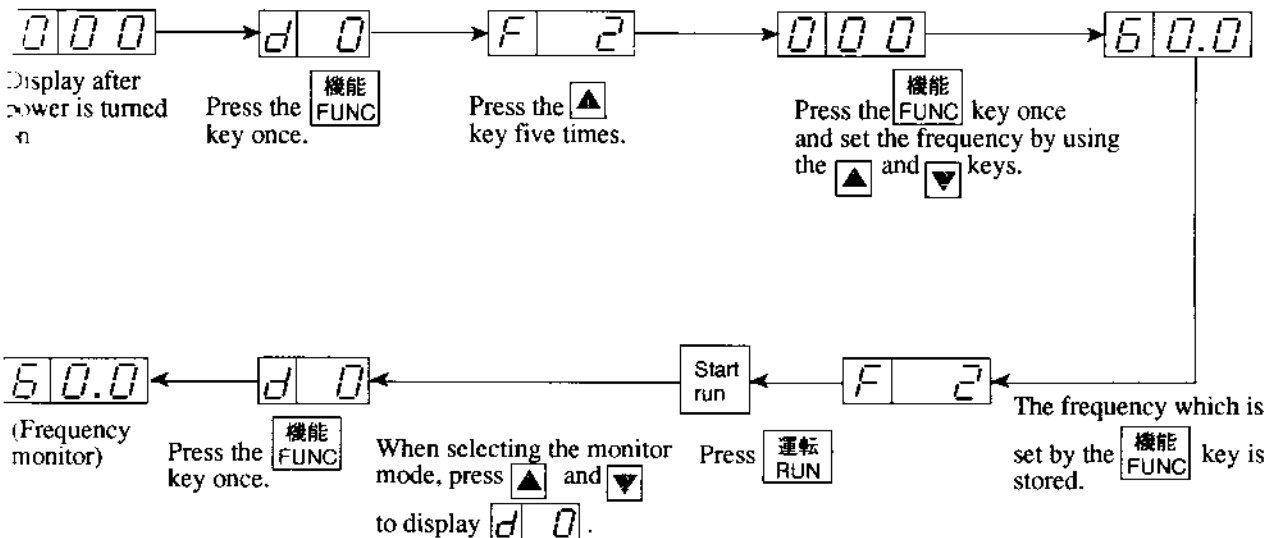 000
d 0
F 2
000
60.0
Display after
power is turned
Press the 機能 FUNC
key once.
Press the ▲
key five times.
Press the 機能 FUNC key once
and set the frequency by using
the ▲ and ▼ keys.
60.0
d 0
Start
run
F 2
(Frequency
monitor)
Press the 機能 FUNC
key once.
When selecting the monitor
mode, press ▲ and ▼
to display d 0 .
Press 運転 RUN
The frequency which is
set by the 機能 FUNC key is
stored.